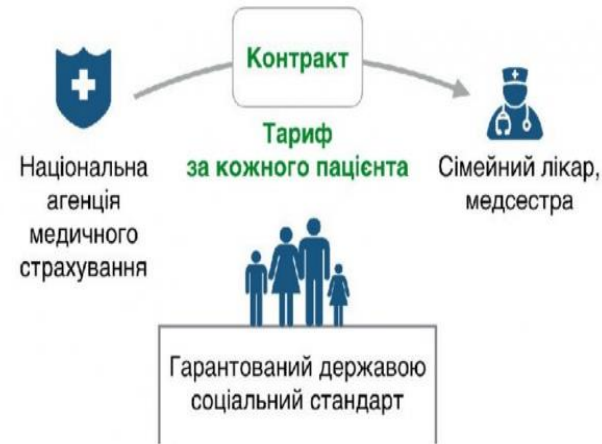 Контракт
Тариф
за кожного пацієнта
Національна
агенція
медичного
страхування
Сімейний лікар,
медсестра
Гарантований державою
соціальний стандарт